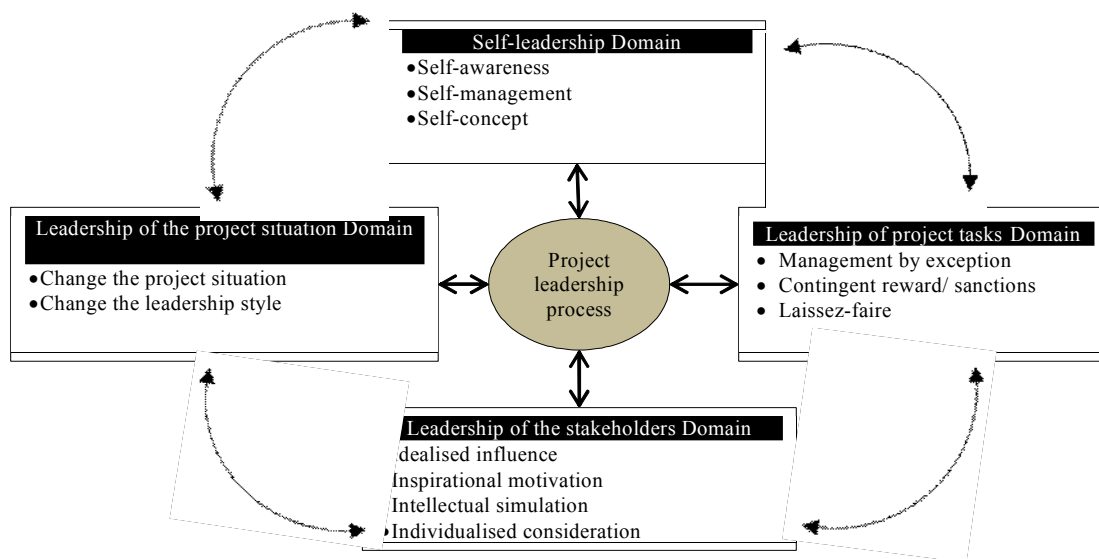 Self-leadership Domain
•Self-awareness
•Self-management
•Self-concept
Leadership of the project situation Domain
•Change the project situation
•Change the leadership style
Project
leadership
process
Leadership of project tasks Domain
• Management by exception
• Contingent reward/ sanctions
• Laissez-faire
Leadership of the stakeholders Domain
Idealised influence
Inspirational motivation
Intellectual simulation
•Individualised consideration